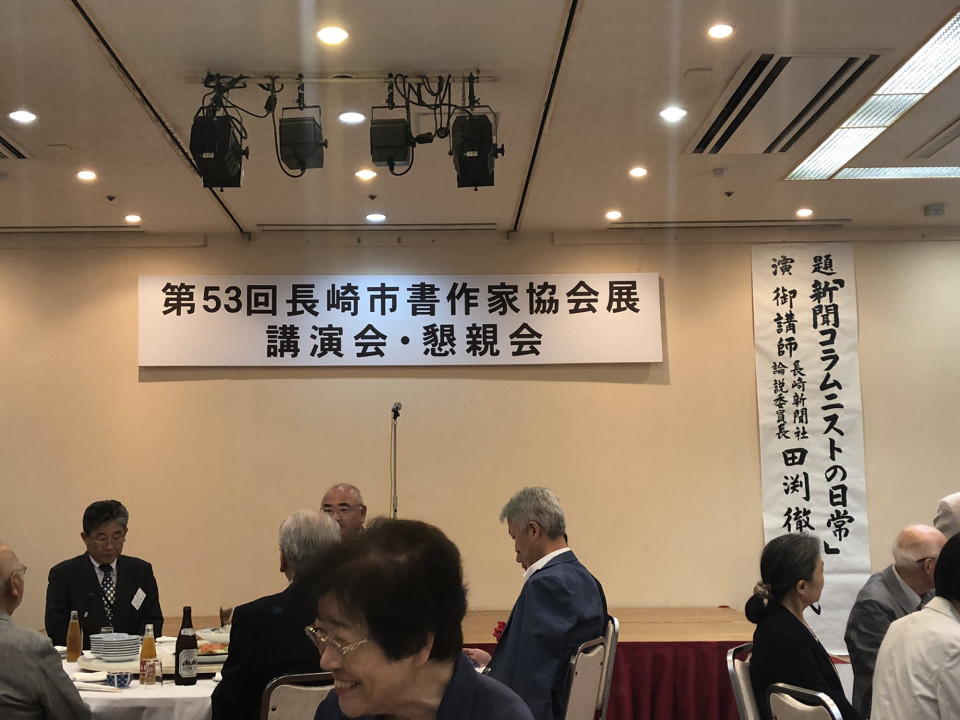 第53回長崎市書作家協会展
講演会・懇親会
演題「新聞コラムニストの日常」
御講師 長崎新聞社 論説委員長 田渕徹
Asahi